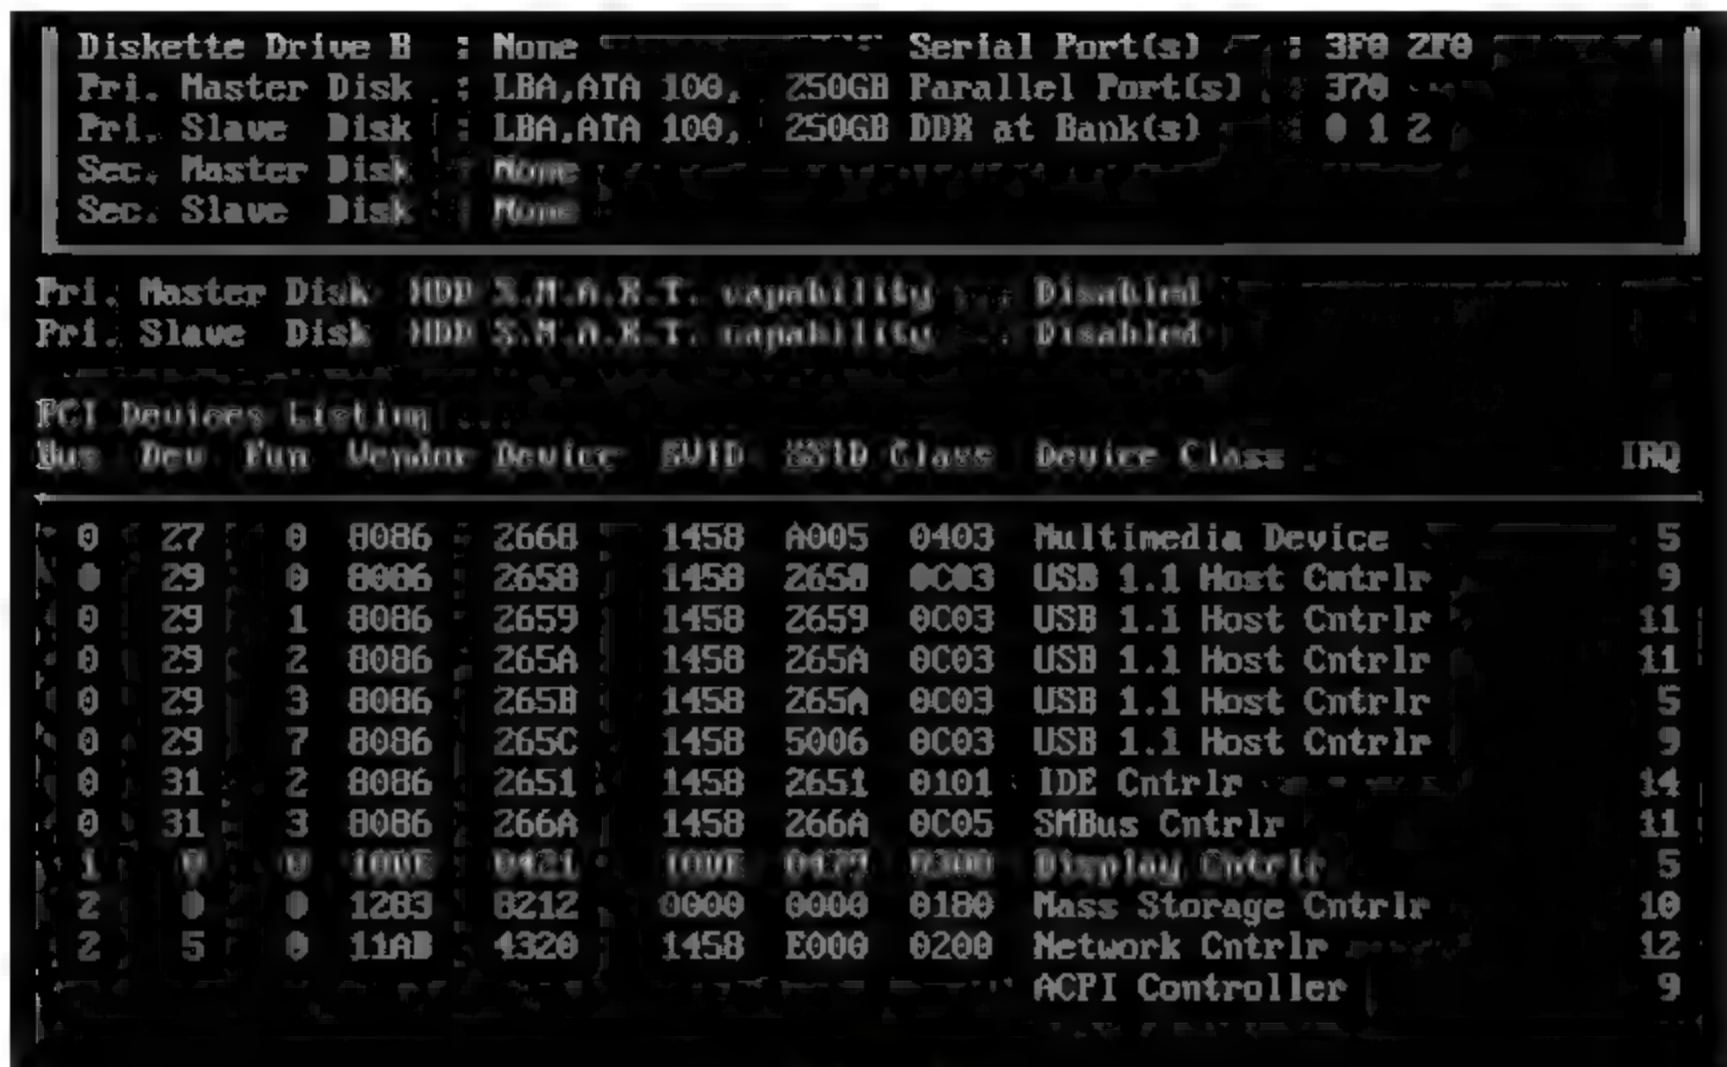 Diskette Drive B : None Serial Port(s) : 3F0 2F0
Pri. Master Disk : LBA,ATA 100, 250GB Parallel Port(s) : 370
Pri. Slave Disk : LBA,ATA 100, 250GB DDR at Bank(s) : 0 1 2
Sec. Master Disk : None
Sec. Slave Disk : None
Pri. Master Disk HDD S.M.A.R.T. capability ... Disabled
Pri. Slave Disk HDD S.M.A.R.T. capability ... Disabled
PCI Devices Listing ...
Bus Dev Fun Vendor Device SVID SSID Class Device Class IRQ
0 27 0 8086 2668 1458 A005 0403 Multimedia Device 5
0 29 0 8086 2658 1458 2658 0C03 USB 1.1 Host Cntrlr 9
0 29 1 8086 2659 1458 2659 0C03 USB 1.1 Host Cntrlr 11
0 29 2 8086 265A 1458 265A 0C03 USB 1.1 Host Cntrlr 11
0 29 3 8086 265B 1458 265A 0C03 USB 1.1 Host Cntrlr 5
0 29 7 8086 265C 1458 5006 0C03 USB 1.1 Host Cntrlr 9
0 31 2 8086 2651 1458 2651 0101 IDE Cntrlr 14
0 31 3 8086 266A 1458 266A 0C05 SMBus Cntrlr 11
1 0 0 10DE 0421 10DE 0479 0300 Display Cntrlr 5
2 0 0 1283 8212 0000 0000 0180 Mass Storage Cntrlr 10
2 5 0 11AB 4320 1458 E000 0200 Network Cntrlr 12
ACPI Controller 9